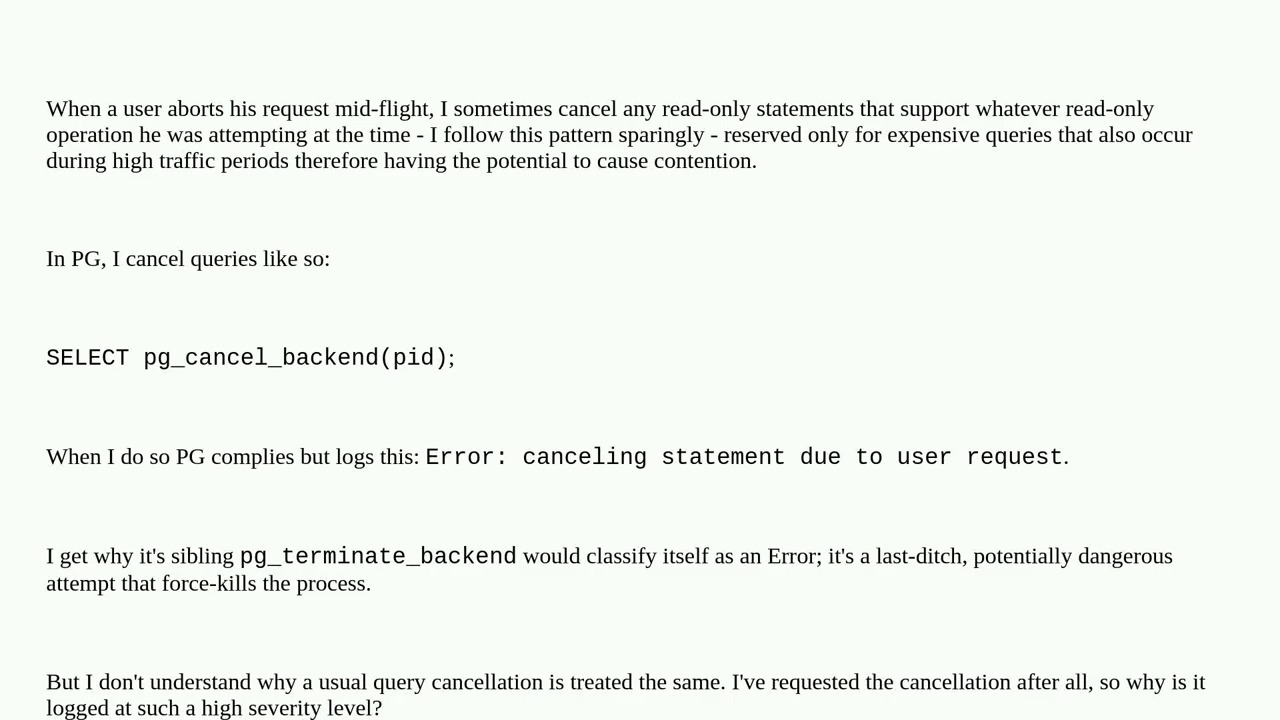 When a user aborts his request mid-flight, I sometimes cancel any read-only statements that support whatever read-only
operation he was attempting at the time - I follow this pattern sparingly - reserved only for expensive queries that also occur
during high traffic periods therefore having the potential to cause contention.
In PG, I cancel queries like so:
SELECT pg_cancel_backend(pid);
When I do so PG complies but logs this: Error: canceling statement due to user request.
I get why it's sibling pg_terminate_backend would classify itself as an Error; it's a last-ditch, potentially dangerous
attempt that force-kills the process.
But I don't understand why a usual query cancellation is treated the same. I've requested the cancellation after all, so why is it
logged at such a high severity level?